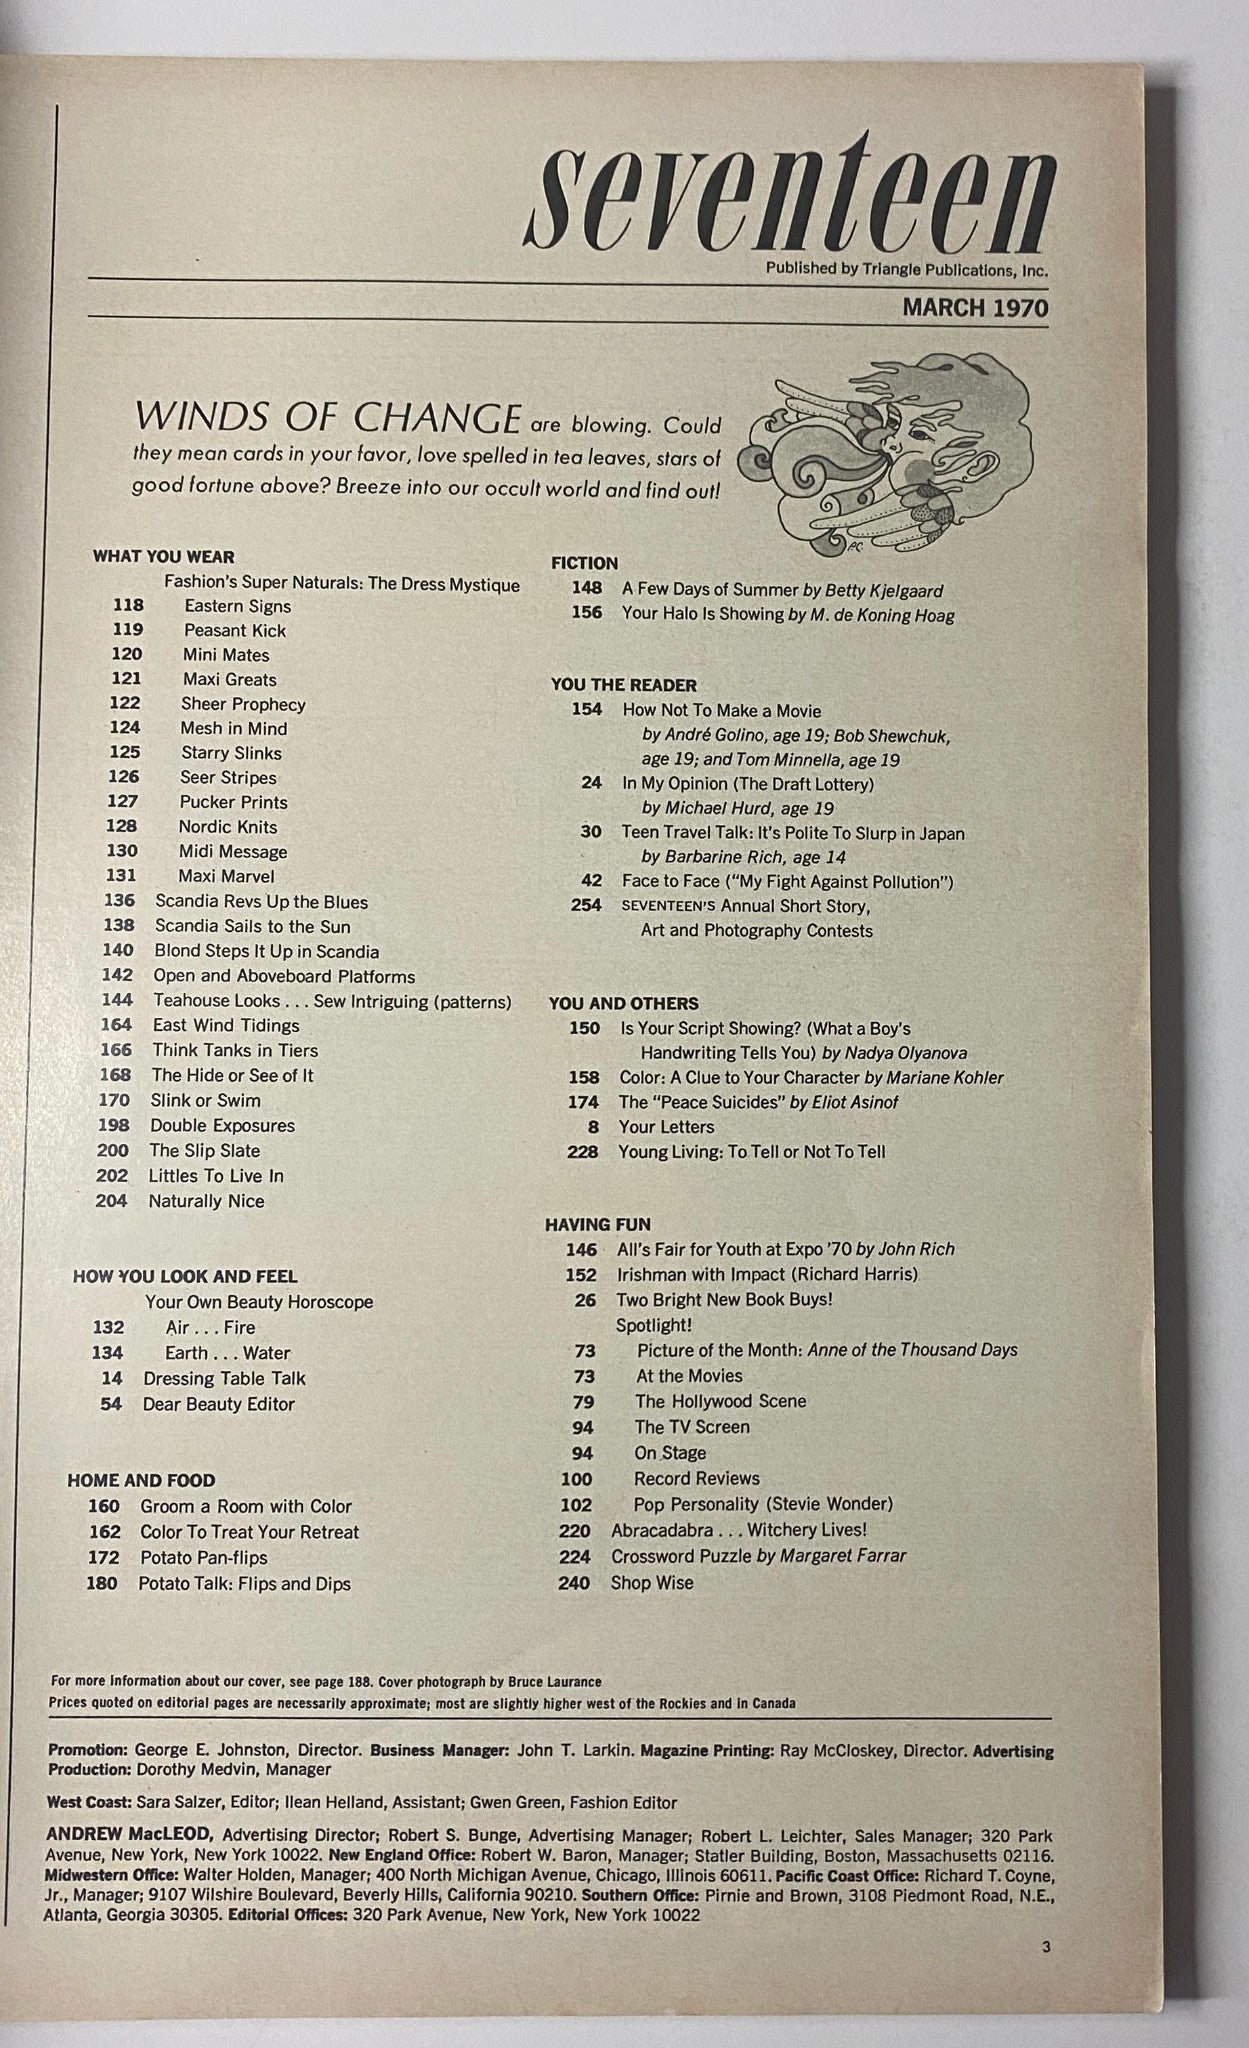 seventeen
Published by Triangle Publications, Inc.
MARCH 1970
WINDS OF CHANGE are blowing. Could
they mean cards in your favor, love spelled in tea leaves, stars of
good fortune above? Breeze into our occult world and find out!
PC
WHAT YOU WEAR
Fashion's Super Naturals: The Dress Mystique
118 Eastern Signs
119 Peasant Kick
120 Mini Mates
121 Maxi Greats
122 Sheer Prophecy
124 Mesh in Mind
125 Starry Slinks
126 Seer Stripes
127 Pucker Prints
128 Nordic Knits
130 Midi Message
131 Maxi Marvel
136 Scandia Revs Up the Blues
138 Scandia Sails to the Sun
140 Blond Steps It Up in Scandia
142 Open and Aboveboard Platforms
144 Teahouse Looks . . . Sew Intriguing (patterns)
164 East Wind Tidings
166 Think Tanks in Tiers
168 The Hide or See of It
170 Slink or Swim
198 Double Exposures
200 The Slip Slate
202 Littles To Live In
204 Naturally Nice
HOW YOU LOOK AND FEEL
Your Own Beauty Horoscope
132 Air . . . Fire
134 Earth . . . Water
14 Dressing Table Talk
54 Dear Beauty Editor
HOME AND FOOD
160 Groom a Room with Color
162 Color To Treat Your Retreat
172 Potato Pan-flips
180 Potato Talk: Flips and Dips
FICTION
148 A Few Days of Summer by Betty Kjelgaard
156 Your Halo Is Showing by M. de Koning Hoag
YOU THE READER
154 How Not To Make a Movie
by André Golino, age 19; Bob Shewchuk,
age 19; and Tom Minnella, age 19
24 In My Opinion (The Draft Lottery)
by Michael Hurd, age 19
30 Teen Travel Talk: It's Polite To Slurp in Japan
by Barbarine Rich, age 14
42 Face to Face ("My Fight Against Pollution")
254 SEVENTEEN'S Annual Short Story,
Art and Photography Contests
YOU AND OTHERS
150 Is Your Script Showing? (What a Boy's
Handwriting Tells You) by Nadya Olyanova
158 Color: A Clue to Your Character by Mariane Kohler
174 The "Peace Suicides" by Eliot Asinof
8 Your Letters
228 Young Living: To Tell or Not To Tell
HAVING FUN
146 All's Fair for Youth at Expo '70 by John Rich
152 Irishman with Impact (Richard Harris)
26 Two Bright New Book Buys!
Spotlight!
73 Picture of the Month: Anne of the Thousand Days
73 At the Movies
79 The Hollywood Scene
94 The TV Screen
94 On Stage
100 Record Reviews
102 Pop Personality (Stevie Wonder)
220 Abracadabra . . . Witchery Lives!
224 Crossword Puzzle by Margaret Farrar
240 Shop Wise
For more information about our cover, see page 188. Cover photograph by Bruce Laurance
Prices quoted on editorial pages are necessarily approximate; most are slightly higher west of the Rockies and in Canada
Promotion: George E. Johnston, Director. Business Manager: John T. Larkin. Magazine Printing: Ray McCloskey, Director. Advertising
Production: Dorothy Medvin, Manager
West Coast: Sara Salzer, Editor; Ilean Helland, Assistant; Gwen Green, Fashion Editor
ANDREW MacLEOD, Advertising Director; Robert S. Bunge, Advertising Manager; Robert L. Leichter, Sales Manager; 320 Park
Avenue, New York, New York 10022. New England Office: Robert W. Baron, Manager; Statler Building, Boston, Massachusetts 02116.
Midwestern Office: Walter Holden, Manager; 400 North Michigan Avenue, Chicago, Illinois 60611. Pacific Coast Office: Richard T. Coyne,
Jr., Manager; 9107 Wilshire Boulevard, Beverly Hills, California 90210. Southern Office: Pirnie and Brown, 3108 Piedmont Road, N.E.,
Atlanta, Georgia 30305. Editorial Offices: 320 Park Avenue, New York, New York 10022
3